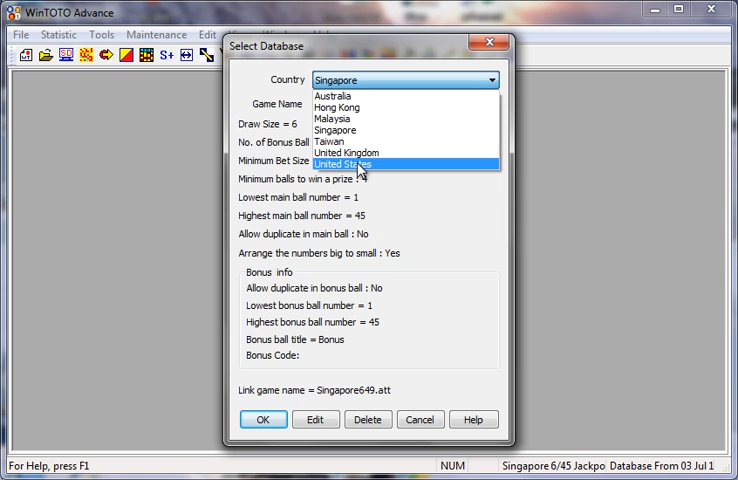 WinTOTO Advance
File Statistic Tools Maintenance Edit
S+
Select Database
Country Singapore
Australia
Hong Kong
Malaysia
Singapore
Taiwan
United Kingdom
United States
Game Name
Draw Size = 6
No. of Bonus Ball
Minimum Bet Size
Minimum balls to win a prize : 4
Lowest main ball number = 1
Highest main ball number = 45
Allow duplicate in main ball : No
Arrange the numbers big to small : Yes
Bonus info
Allow duplicate in bonus ball : No
Lowest bonus ball number = 1
Highest bonus ball number = 45
Bonus ball title = Bonus
Bonus Code:
Link game name = Singapore649.att
OK Edit Delete Cancel Help
For Help, press F1 NUM Singapore 6/45 Jackpo Database From 03 Jul 1